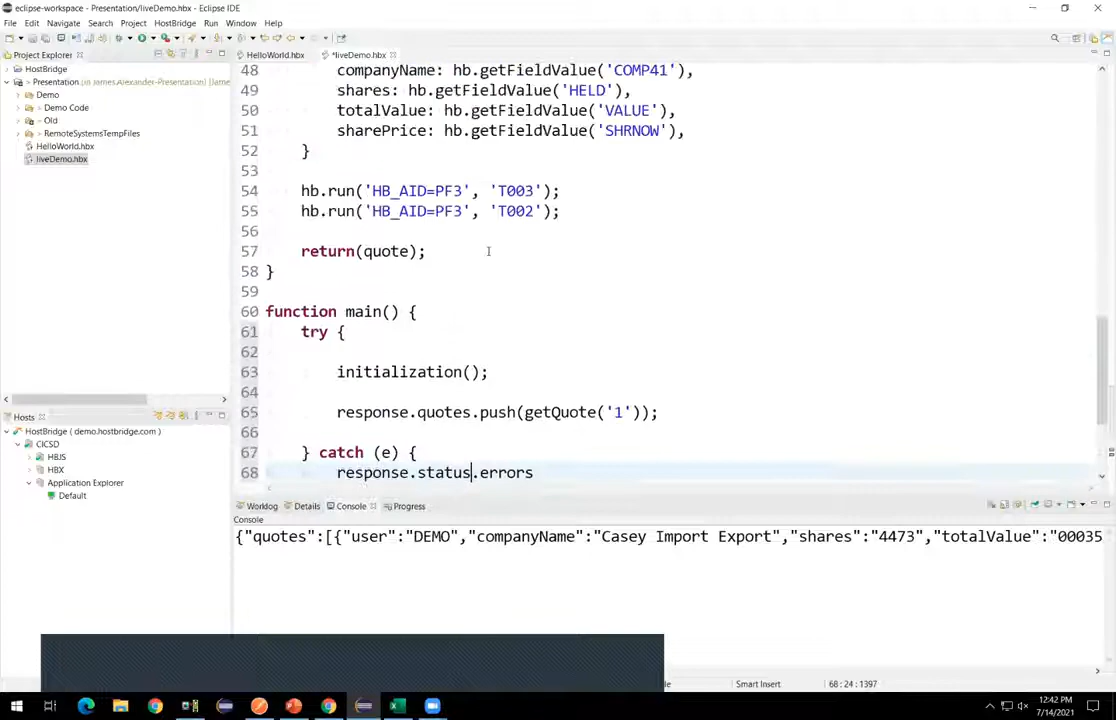 eclipse-workspace - Presentation/liveDemo.hbx - Eclipse IDE
File Edit Navigate Search Project HostBridge Run Window Help
Project Explorer
HelloWorld.hbx
*liveDemo.hbx
HostBridge
Presentation (in James.Alexander-Presentation) [Jame
Demo
Demo Code
Old
RemoteSystemsTempFiles
HelloWorld.hbx
liveDemo.hbx
48 companyName: hb.getFieldValue('COMP41'),
49 shares: hb.getFieldValue('HELD'),
50 totalValue: hb.getFieldValue('VALUE'),
51 sharePrice: hb.getFieldValue('SHRNOW'),
52 }
53
54 hb.run('HB_AID=PF3', 'T003');
55 hb.run('HB_AID=PF3', 'T002');
56
57 return(quote);
58 }
59
60 function main() {
61 try {
62
63 initialization();
64
65 response.quotes.push(getQuote('1'));
66
67 } catch (e) {
68 response.status.errors
Hosts
HostBridge ( demo.hostbridge.com )
CICSD
HBJS
HBX
Application Explorer
Default
Worklog Details Console Progress
Console
{"quotes":[{"user":"DEMO","companyName":"Casey Import Export","shares":"4473","totalValue":"00035
Smart Insert
68 : 24 : 1397
12:42 PM
7/14/2021